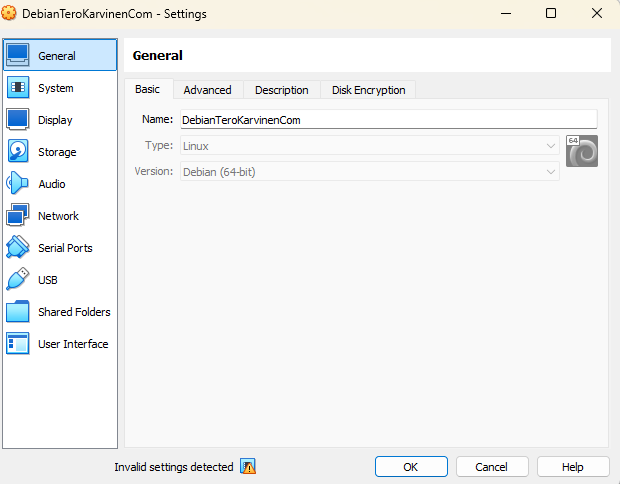 DebianTeroKarvinenCom - Settings
General
System
Display
Storage
Audio
Network
Serial Ports
USB
Shared Folders
User Interface
General
Basic Advanced Description Disk Encryption
Name: DebianTeroKarvinenCom
Type: Linux
64
Version: Debian (64-bit)
Invalid settings detected
OK Cancel Help